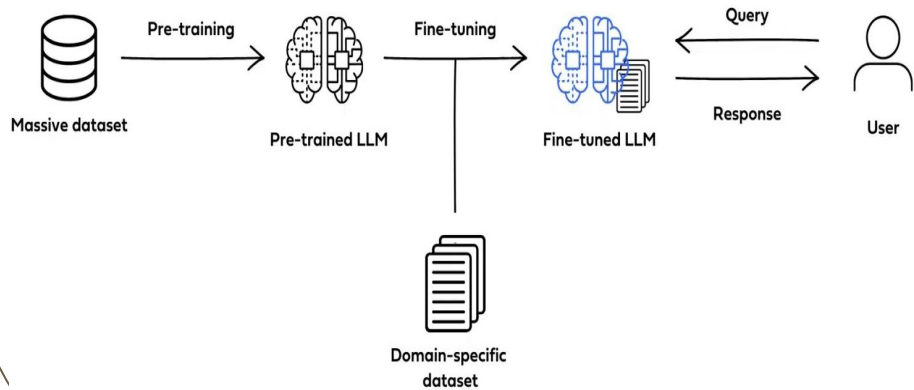 Pre-training
Fine-tuning
Query
Massive dataset
Pre-trained LLM
Fine-tuned LLM
Response
User
Domain-specific
dataset